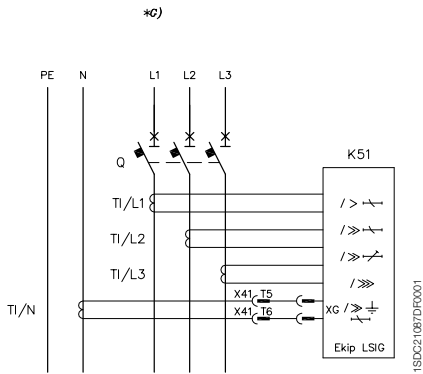 *G)
PE N L1 L2 L3
Q
K51
TI/L1
/ >
TI/L2
/ ≫
/ ≫
TI/L3
/ ⋙
X41 T5
TI/N
XG / ≫
X41 T6
Ekip LSIG
1SDC21087DF0001